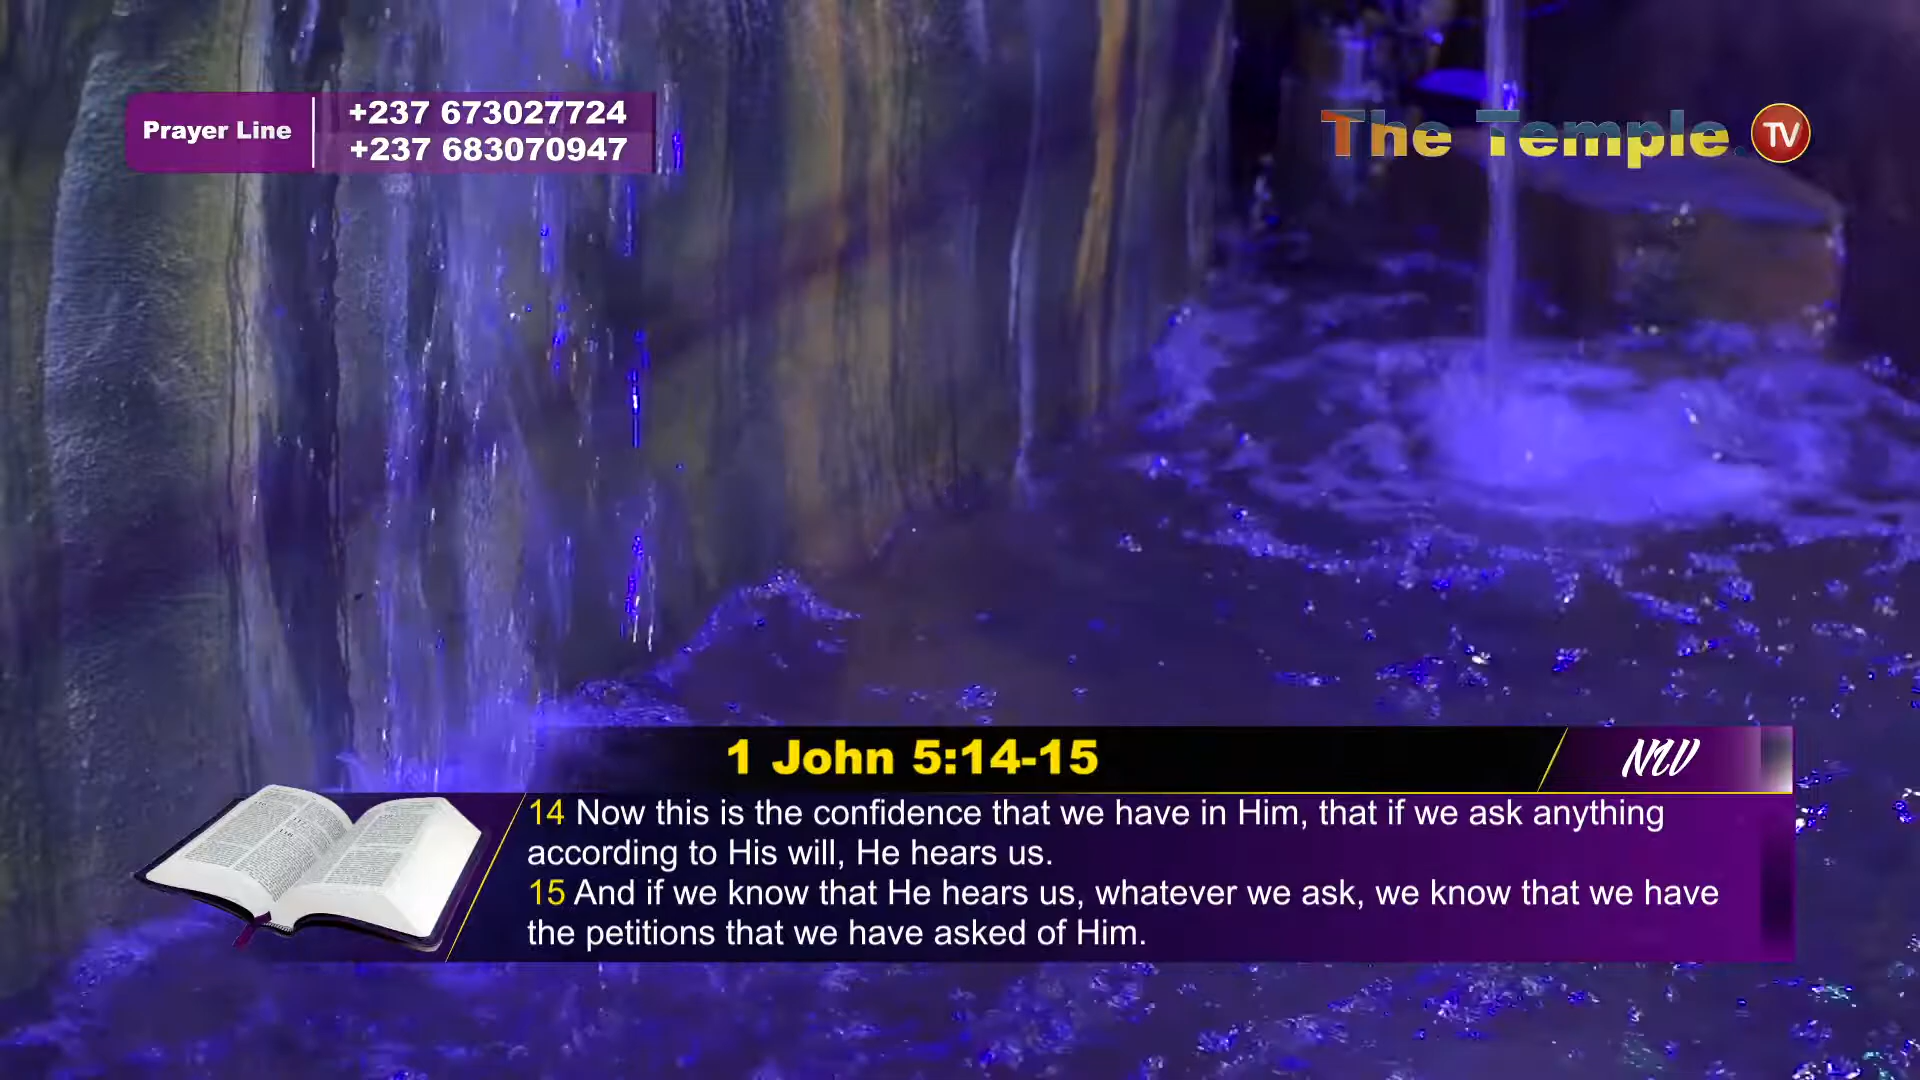 Prayer Line
+237 673027724
+237 683070947
The Temple TV
1 John 5:14-15
NIV
14 Now this is the confidence that we have in Him, that if we ask anything
according to His will, He hears us.
15 And if we know that He hears us, whatever we ask, we know that we have
the petitions that we have asked of Him.